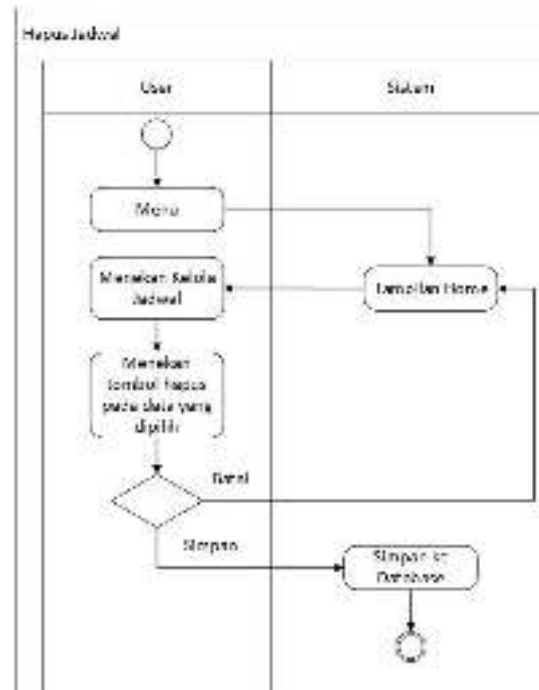 Hapus Jadwal
User
Sistem
Menu
Menekan Kelola
Jadwal
Tampilan Home
Menekan
tombol hapus
pada data yang
dipilih
Batal
Simpan
Simpan ke
Database